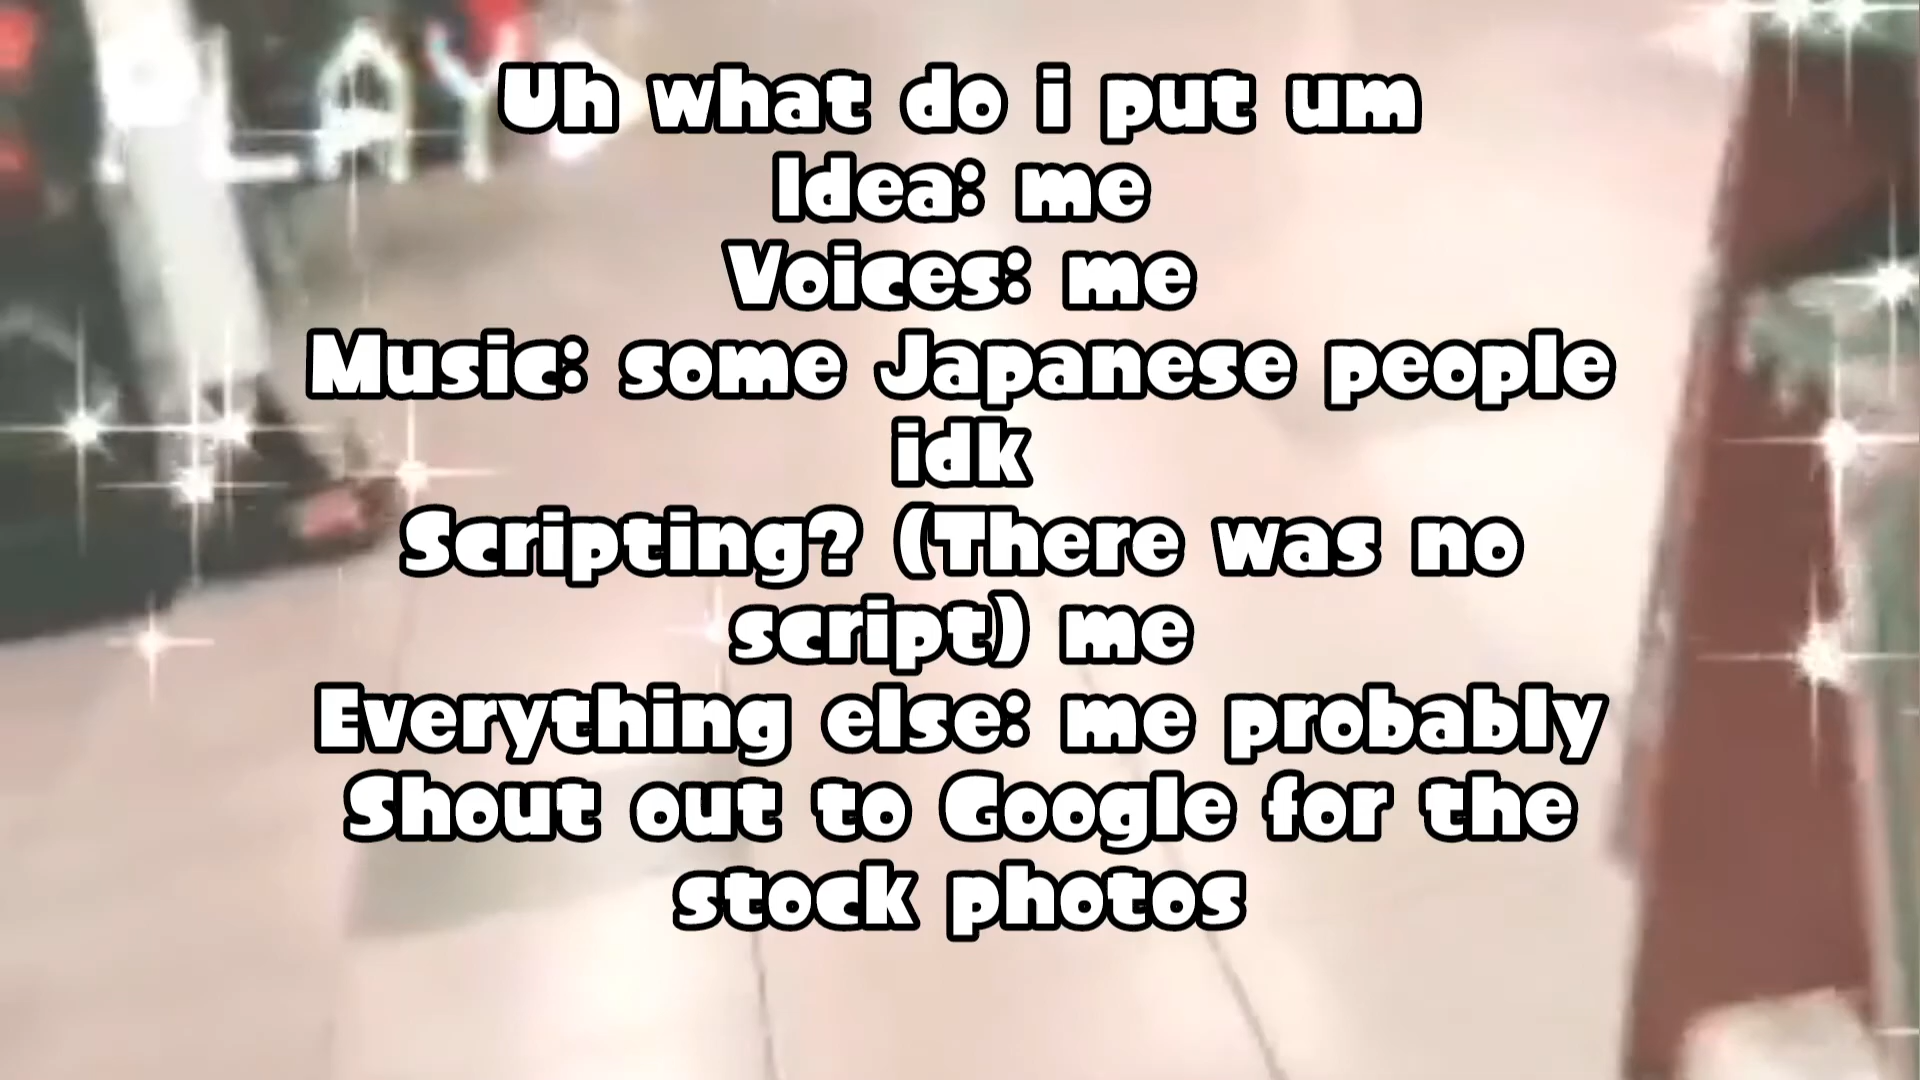 PLAY
Uh what do i put um
Idea: me
Voices: me
Music: some Japanese people
idk
Scripting? (There was no
script) me
Everything else: me probably
Shout out to Google for the
stock photos